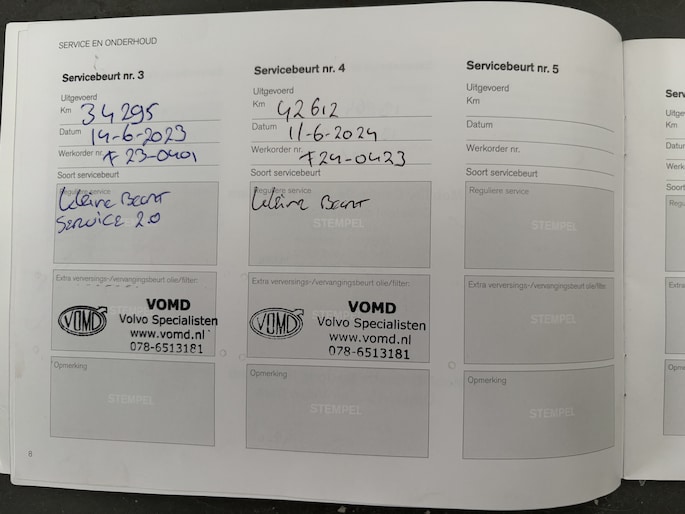 SERVICE EN ONDERHOUD
Servicebeurt nr. 3
Uitgevoerd
Km 34295
Datum 14-6-2023
Werkorder nr. F23-0401
Soort servicebeurt
Reguliere service
kleine Beurt
Service 2.0
Extra verversings-/vervangingsbeurt olie/filter:
VOMD
VOMD
Volvo Specialisten
www.vomd.nl
078-6513181
Opmerking
STEMPEL
8
Servicebeurt nr. 4
Uitgevoerd
Km 42612
Datum 11-6-2024
Werkorder nr. F24-0423
Soort servicebeurt
Reguliere service
kleine Beurt
STEMPEL
Extra verversings-/vervangingsbeurt olie/filter:
VOMD
VOMD
Volvo Specialisten
www.vomd.nl
078-6513181
Opmerking
STEMPEL
Servicebeurt nr. 5
Uitgevoerd
Km
Datum
Werkorder nr.
Soort servicebeurt
Reguliere service
STEMPEL
Extra verversings-/vervangingsbeurt olie/filter:
STEMPEL
Opmerking
STEMPEL
Uitgev
Km
Datur
Werk
Soort